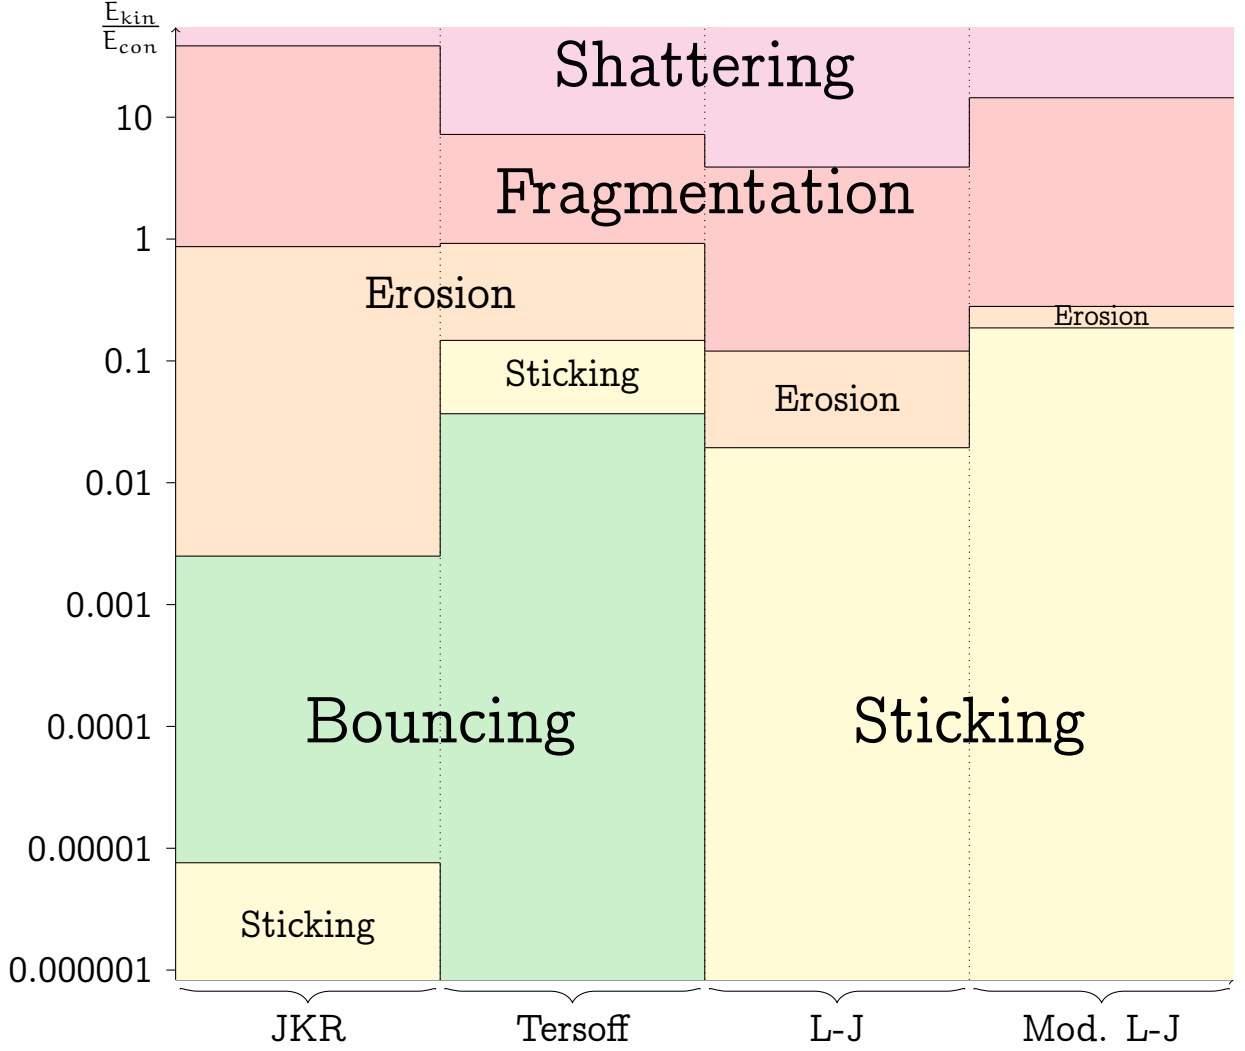 E_kin
E_con
Shattering
10
Fragmentation
1
Erosion
Erosion
0.1
Sticking
Erosion
0.01
0.001
Bouncing
Sticking
0.0001
0.00001
Sticking
0.000001
JKR
Tersoff
L-J
Mod. L-J